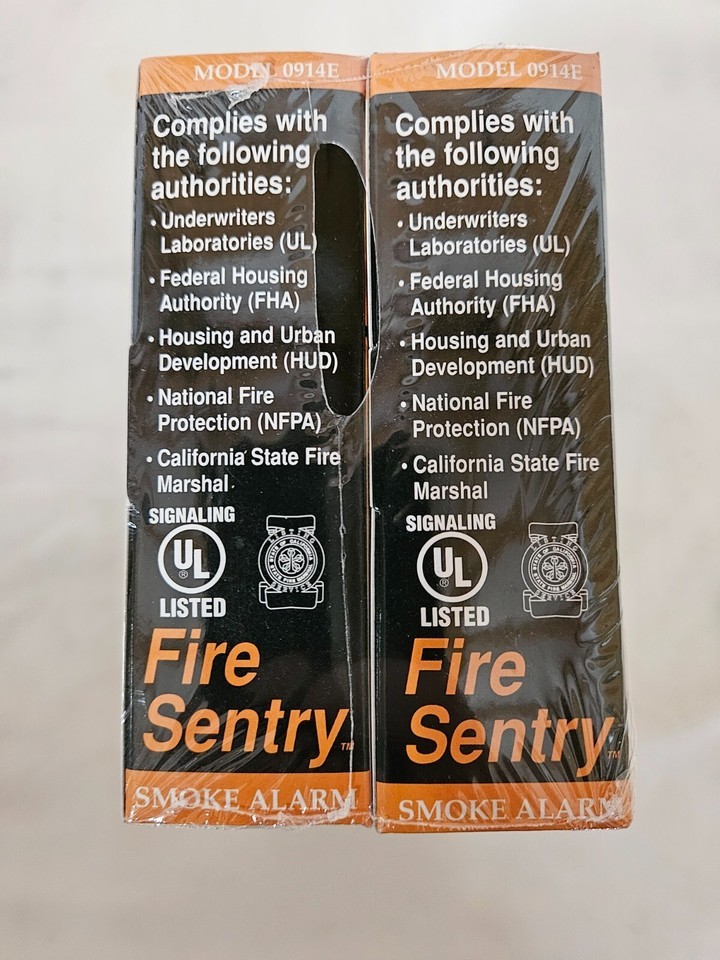 MODEL 0914E
Complies with
the following
authorities:
• Underwriters
Laboratories (UL)
• Federal Housing
Authority (FHA)
• Housing and Urban
Development (HUD)
• National Fire
Protection (NFPA)
• California State Fire
Marshal
SIGNALING
UL®
LISTED
Fire
Sentry™
SMOKE ALARM
MODEL 0914E
Complies with
the following
authorities:
• Underwriters
Laboratories (UL)
• Federal Housing
Authority (FHA)
• Housing and Urban
Development (HUD)
• National Fire
Protection (NFPA)
• California State Fire
Marshal
SIGNALING
UL®
LISTED
Fire
Sentry™
SMOKE ALARM